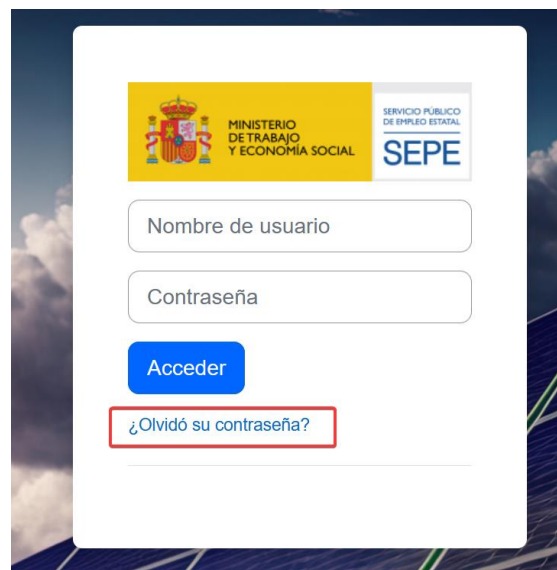 MINISTERIO
DE TRABAJO
Y ECONOMÍA SOCIAL
SERVICIO PÚBLICO
DE EMPLEO ESTATAL
SEPE
Nombre de usuario
Contraseña
Acceder
¿Olvidó su contraseña?